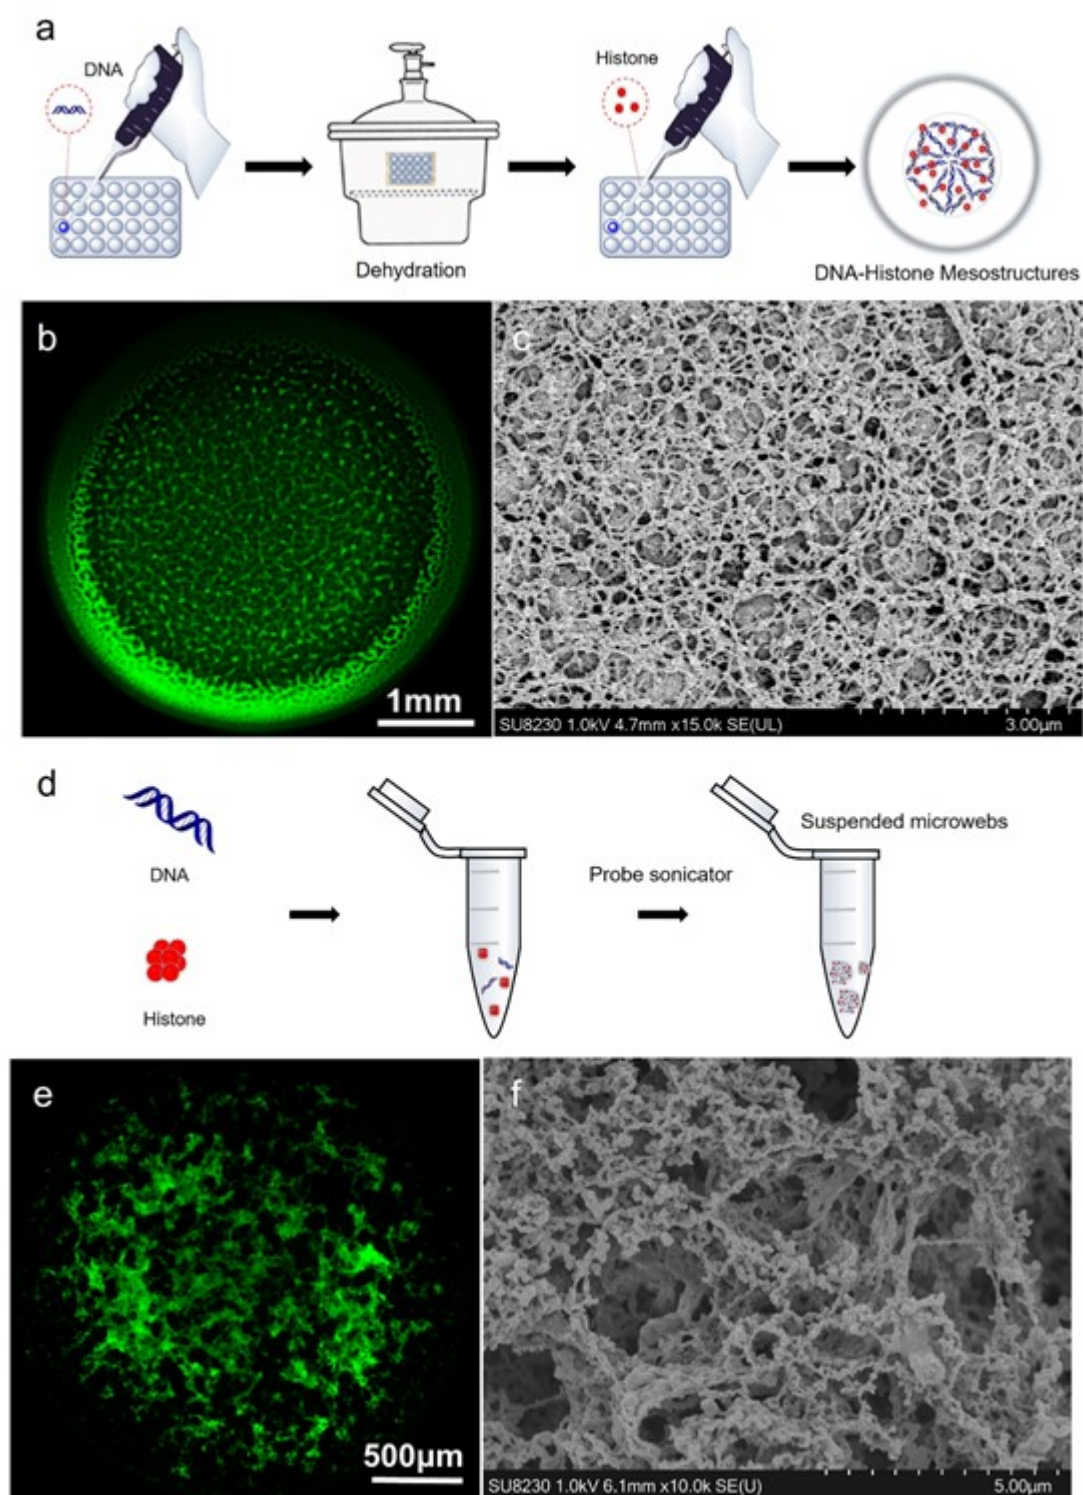 a
DNA
Histone
Dehydration
DNA-Histone Mesostructures
b
1mm
c
SU8230 1.0kV 4.7mm x15.0k SE(UL)
3.00µm
d
DNA
Histone
Probe sonicator
Suspended microwebs
e
500µm
f
SU8230 1.0kV 6.1mm x10.0k SE(U)
5.00µm